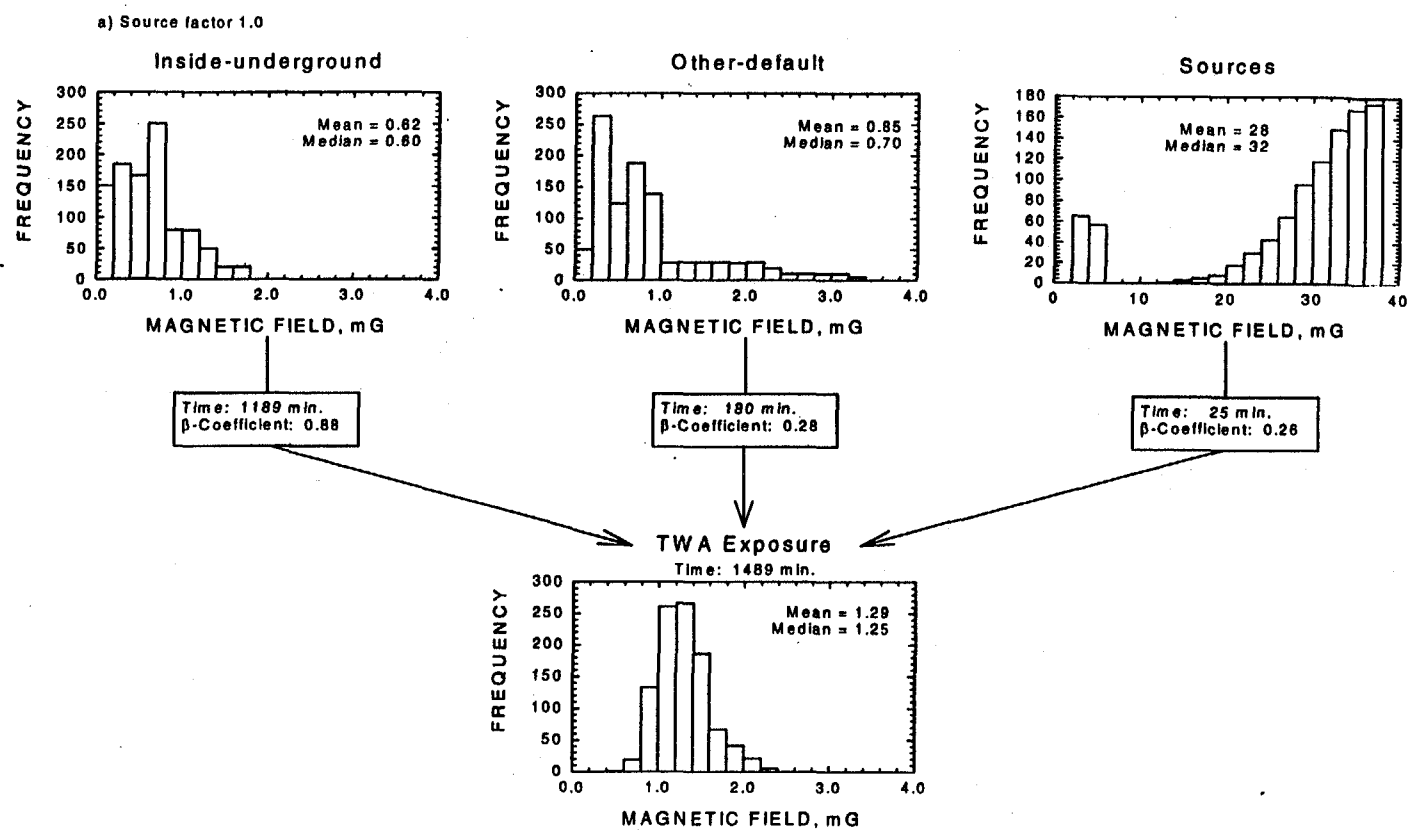 a) Source factor 1.0
Inside-underground
FREQUENCY
300
250
200
150
100
50
0
Mean = 0.62
Median = 0.60
0.0 1.0 2.0 3.0 4.0
MAGNETIC FIELD, mG
Time: 1189 min.
β-Coefficient: 0.88
Other-default
FREQUENCY
300
250
200
150
100
50
0
Mean = 0.85
Median = 0.70
0.0 1.0 2.0 3.0 4.0
MAGNETIC FIELD, mG
Time: 180 min.
β-Coefficient: 0.28
Sources
FREQUENCY
180
160
140
120
100
80
60
40
20
0
Mean = 28
Median = 32
0 10 20 30 40
MAGNETIC FIELD, mG
Time: 25 min.
β-Coefficient: 0.26
TWA Exposure
Time: 1489 min.
FREQUENCY
300
250
200
150
100
50
0
Mean = 1.29
Median = 1.25
0.0 1.0 2.0 3.0 4.0
MAGNETIC FIELD, mG